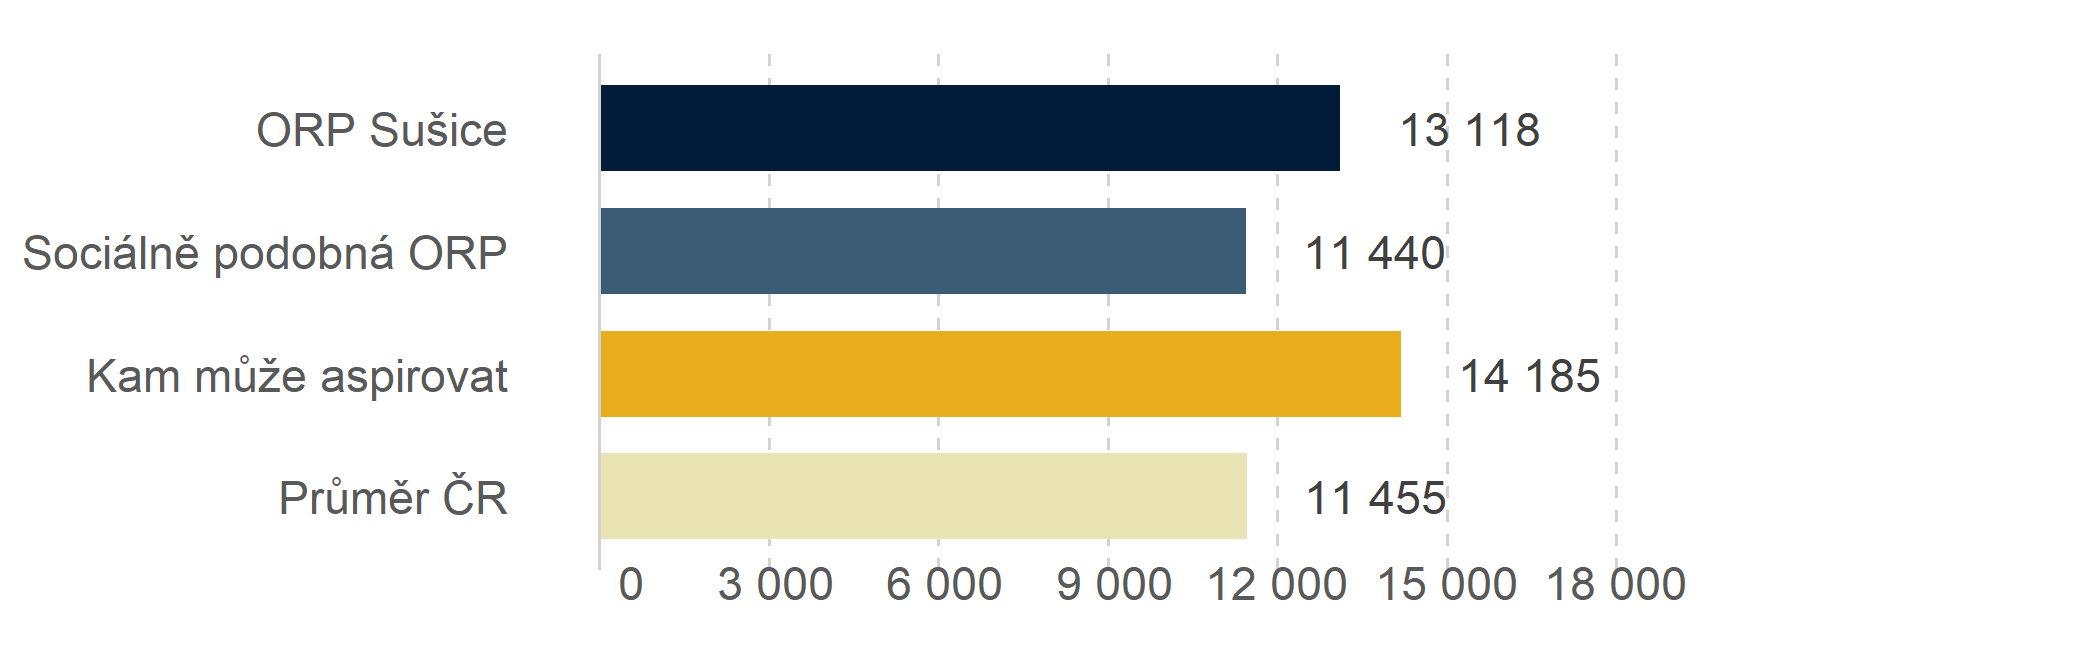 ORP Sušice 13 118
Sociálně podobná ORP 11 440
Kam může aspirovat 14 185
Průměr ČR 11 455
0 3 000 6 000 9 000 12 000 15 000 18 000